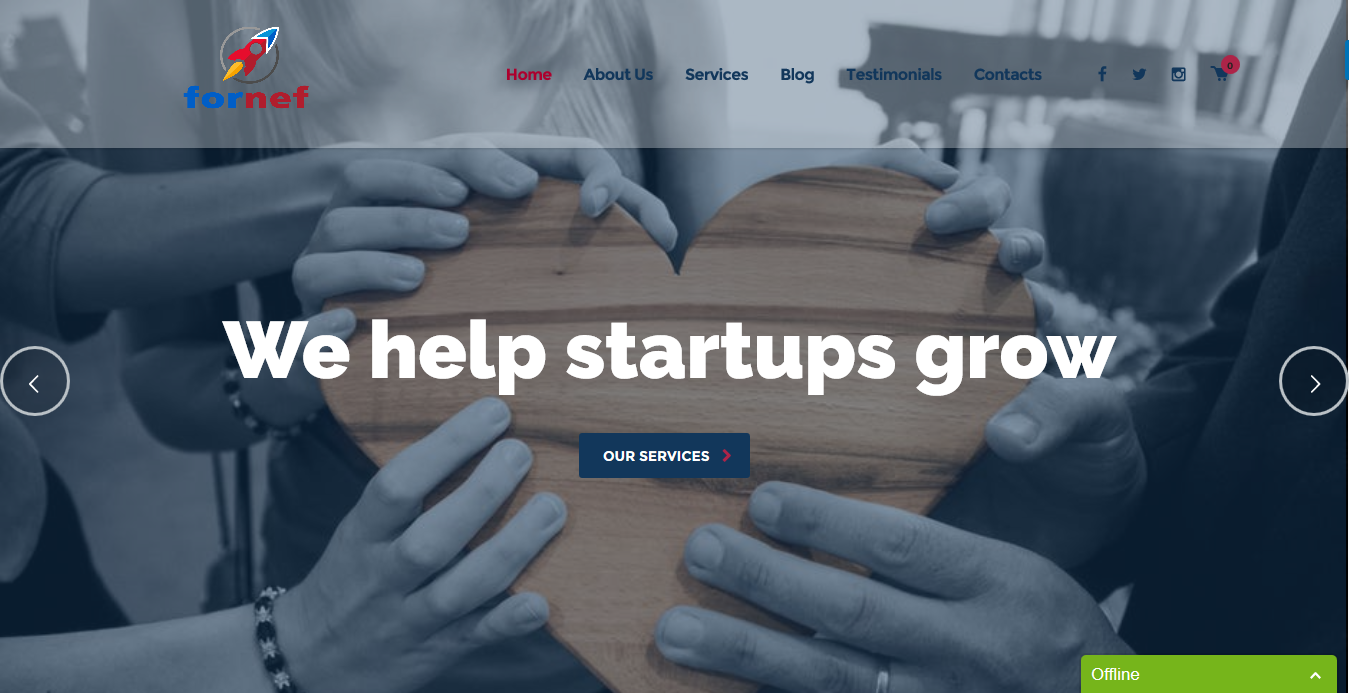 fornef
Home About Us Services Blog Testimonials Contacts 0
We help startups grow
OUR SERVICES
Offline